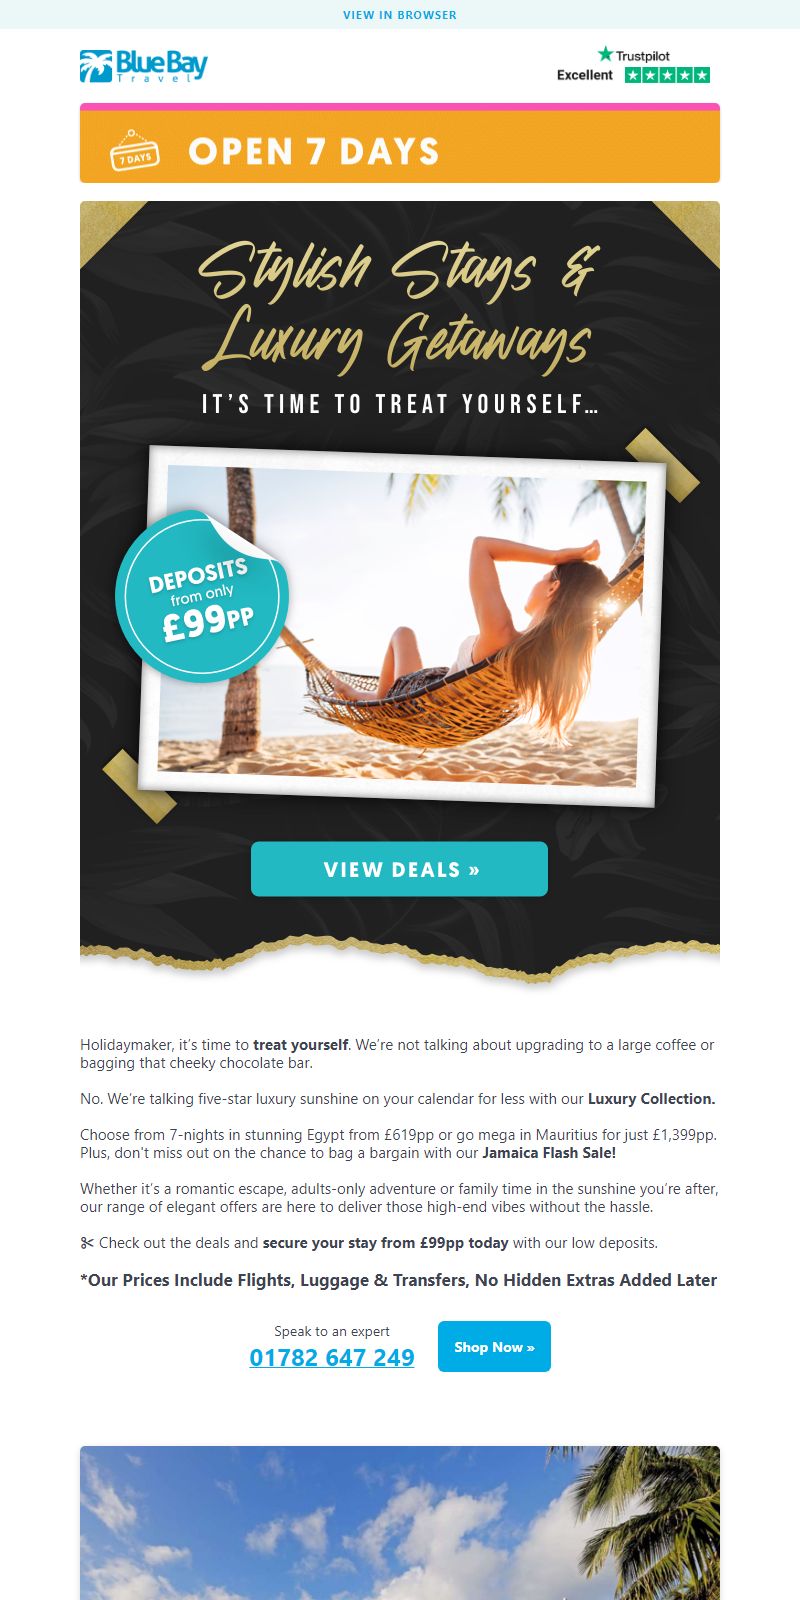 VIEW IN BROWSER
Blue Bay
Travel
Trustpilot
Excellent
7 DAYS
OPEN 7 DAYS
Stylish Stays &
Luxury Getaways
IT'S TIME TO TREAT YOURSELF...
DEPOSITS
from only
£99PP
VIEW DEALS »
Holidaymaker, it's time to treat yourself. We're not talking about upgrading to a large coffee or
bagging that cheeky chocolate bar.
No. We're talking five-star luxury sunshine on your calendar for less with our Luxury Collection.
Choose from 7-nights in stunning Egypt from £619pp or go mega in Mauritius for just £1,399pp.
Plus, don't miss out on the chance to bag a bargain with our Jamaica Flash Sale!
Whether it's a romantic escape, adults-only adventure or family time in the sunshine you're after,
our range of elegant offers are here to deliver those high-end vibes without the hassle.
✂ Check out the deals and secure your stay from £99pp today with our low deposits.
*Our Prices Include Flights, Luggage & Transfers, No Hidden Extras Added Later
Speak to an expert
01782 647 249
Shop Now »